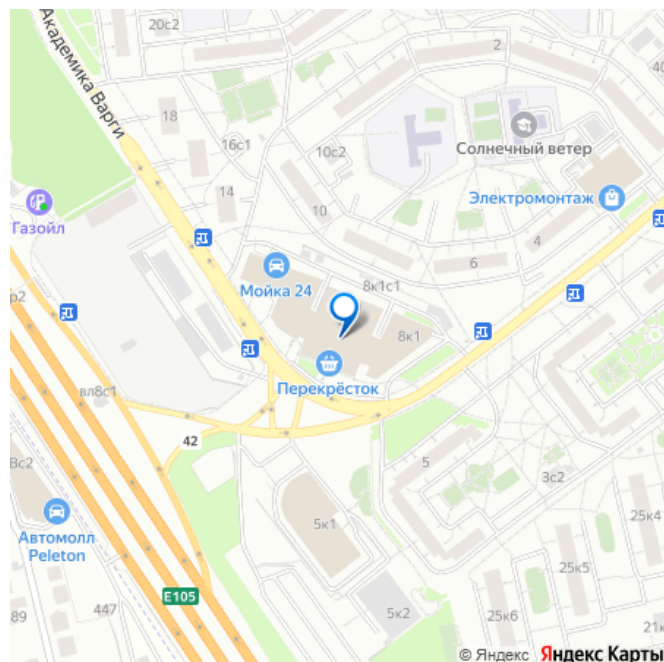 20с2
2
40
Академика Варги
18
16с1
10с2
14
Солнечный ветер
Электромонтаж
Газойл
10
4
6
Мойка 24
8к1с1
р2
8к1
Перекрёсток
вл8с1
42
5
3с2
8с2
25к4
5к1
Автомолл
Peleton
25к5
E105
447
89
5к2
25к6
21к
© Яндекс Яндекс Карты